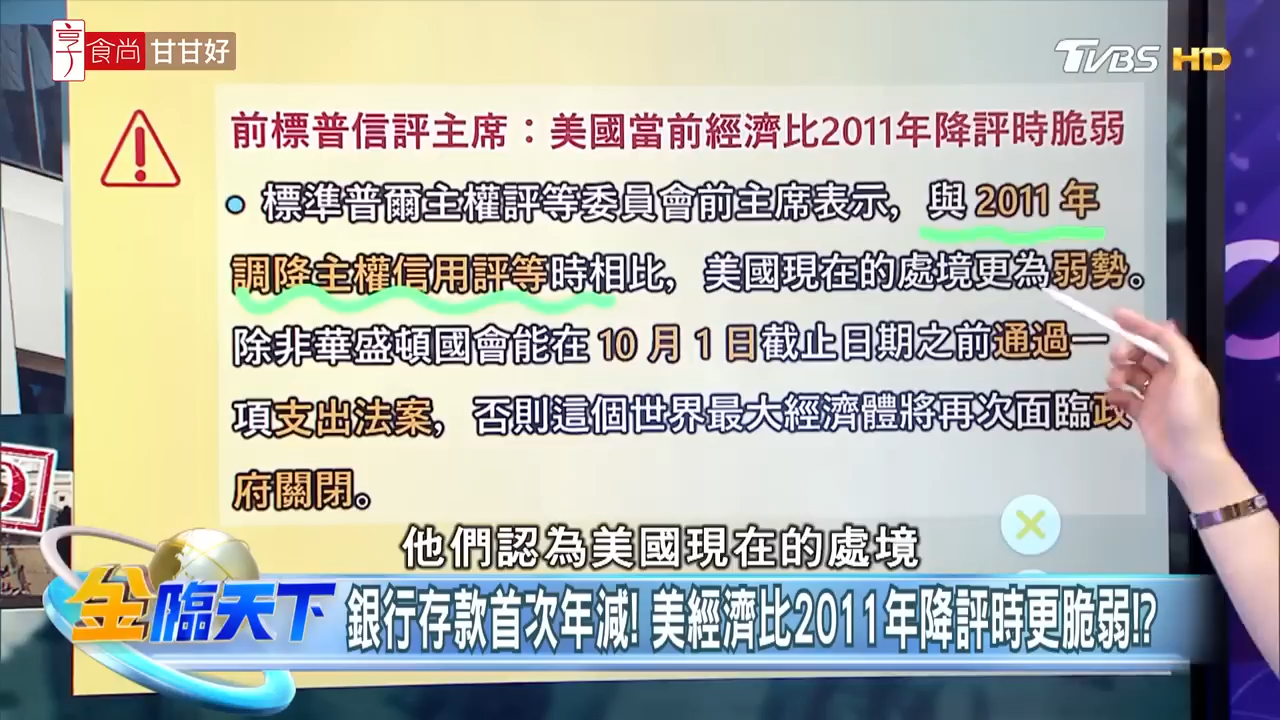 享食尚 甘甘好
TVBS HD
前標普信評主席：美國當前經濟比2011年降評時脆弱
標準普爾主權評等委員會前主席表示，與 2011 年
調降主權信用評等時相比，美國現在的處境更為弱勢。
除非華盛頓國會能在 10 月 1 日截止日期之前通過一
項支出法案，否則這個世界最大經濟體將再次面臨政
府關閉。
他們認為美國現在的處境
金臨天下
銀行存款首次年減! 美經濟比2011年降評時更脆弱!?